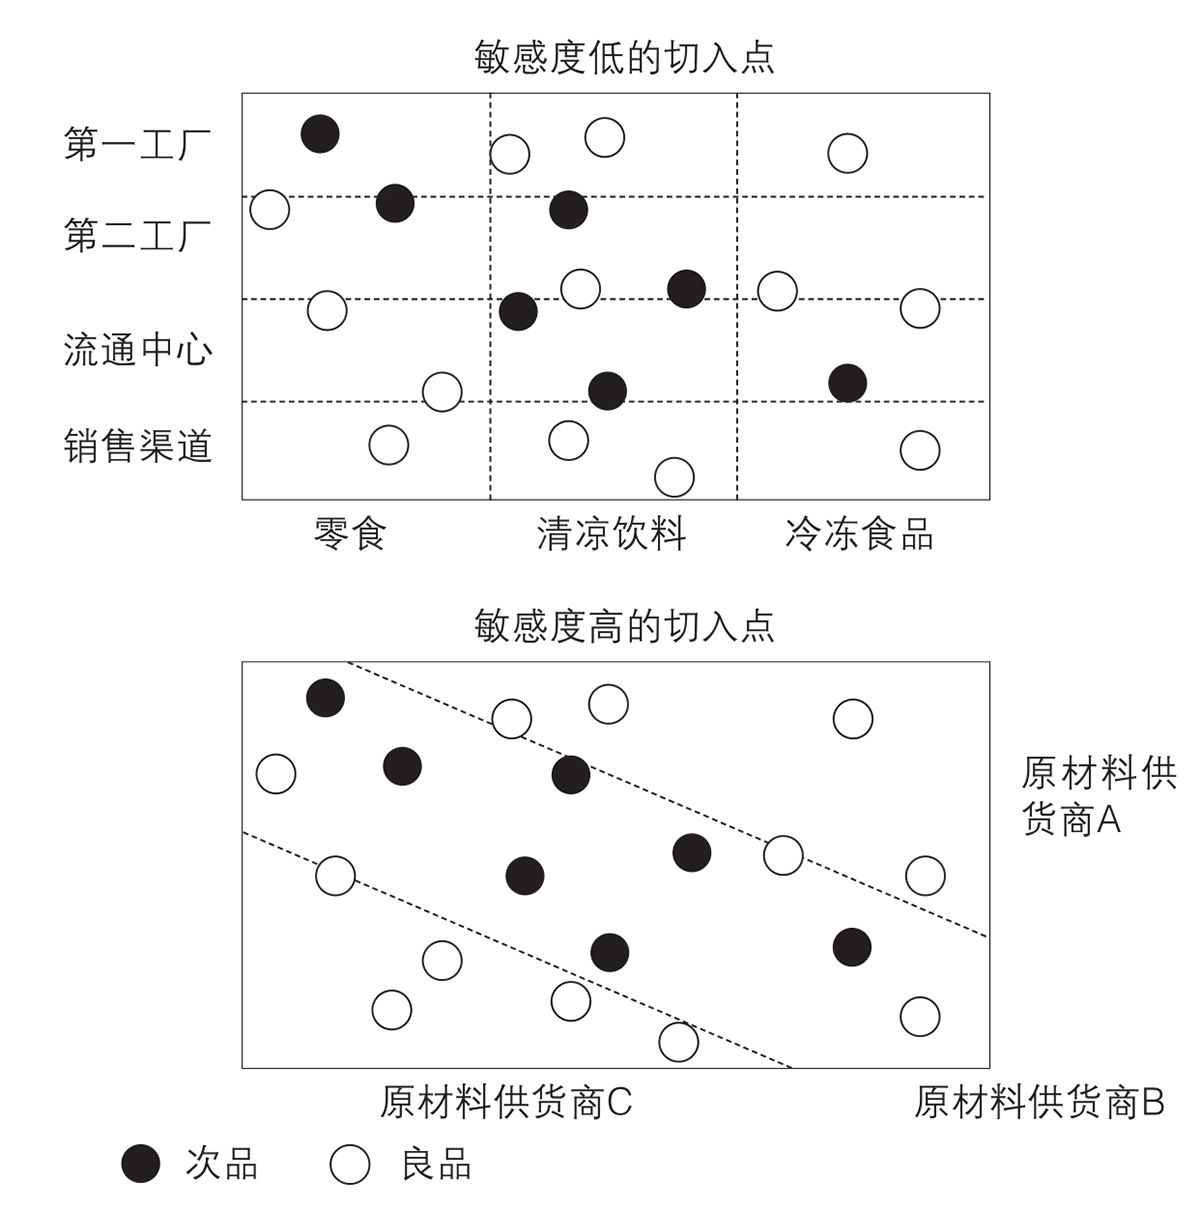 敏感度低的切入点
第一工厂
第二工厂
流通中心
销售渠道
零食 清凉饮料 冷冻食品
敏感度高的切入点
原材料供
货商A
原材料供货商C 原材料供货商B
次品 良品